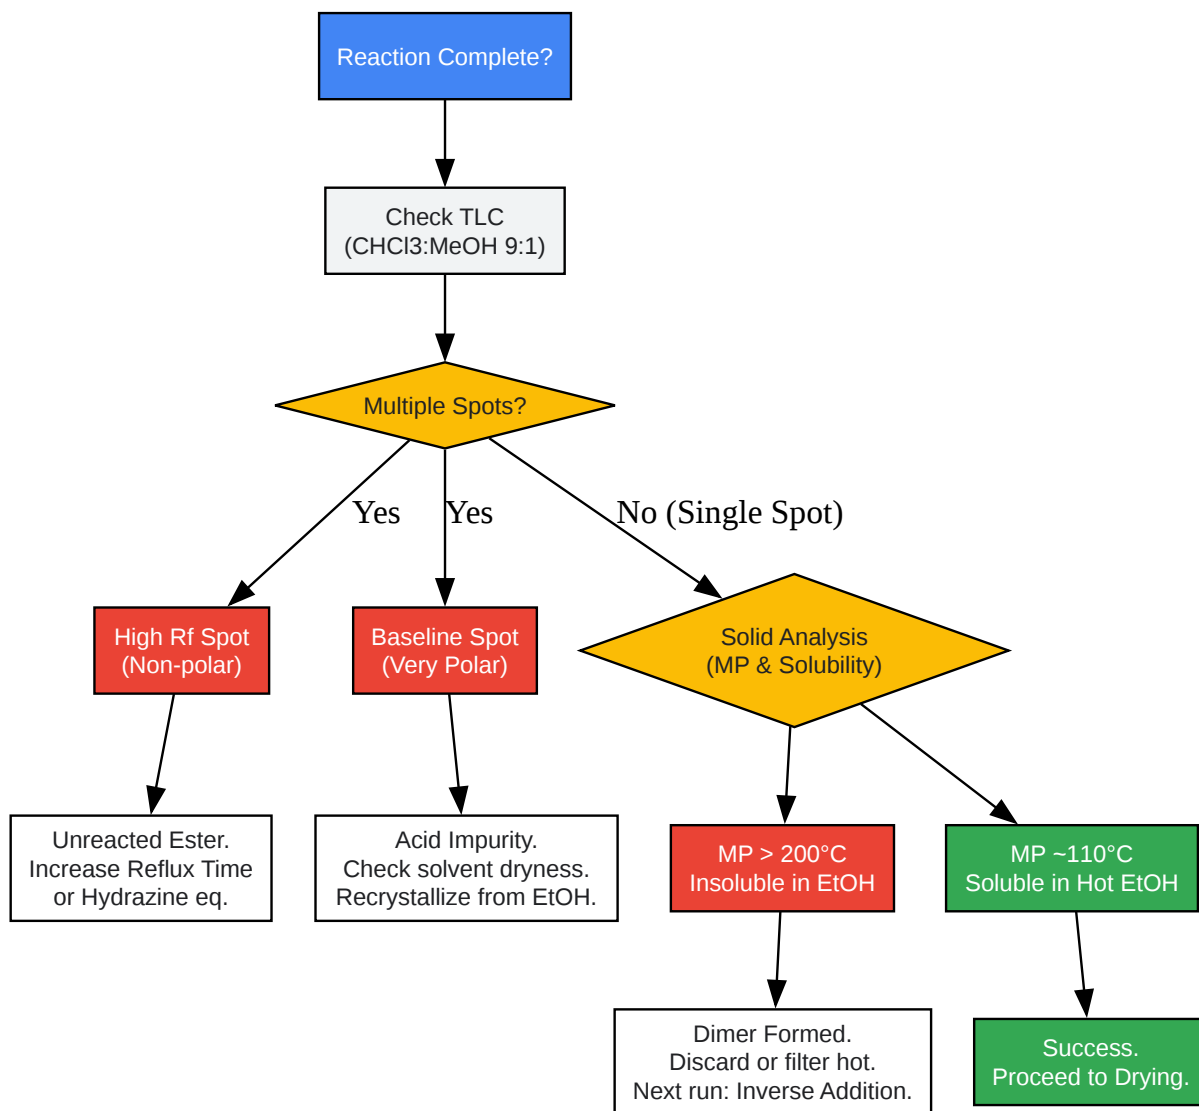 Reaction Complete?
Check TLC
(CHCl3:MeOH 9:1)
Multiple Spots?
Yes
Yes
No (Single Spot)
High Rf Spot
(Non-polar)
Baseline Spot
(Very Polar)
Solid Analysis
(MP & Solubility)
Unreacted Ester.
Increase Reflux Time
or Hydrazine eq.
Acid Impurity.
Check solvent dryness.
Recrystallize from EtOH.
MP > 200°C
Insoluble in EtOH
MP ~110°C
Soluble in Hot EtOH
Dimer Formed.
Discard or filter hot.
Next run: Inverse Addition.
Success.
Proceed to Drying.